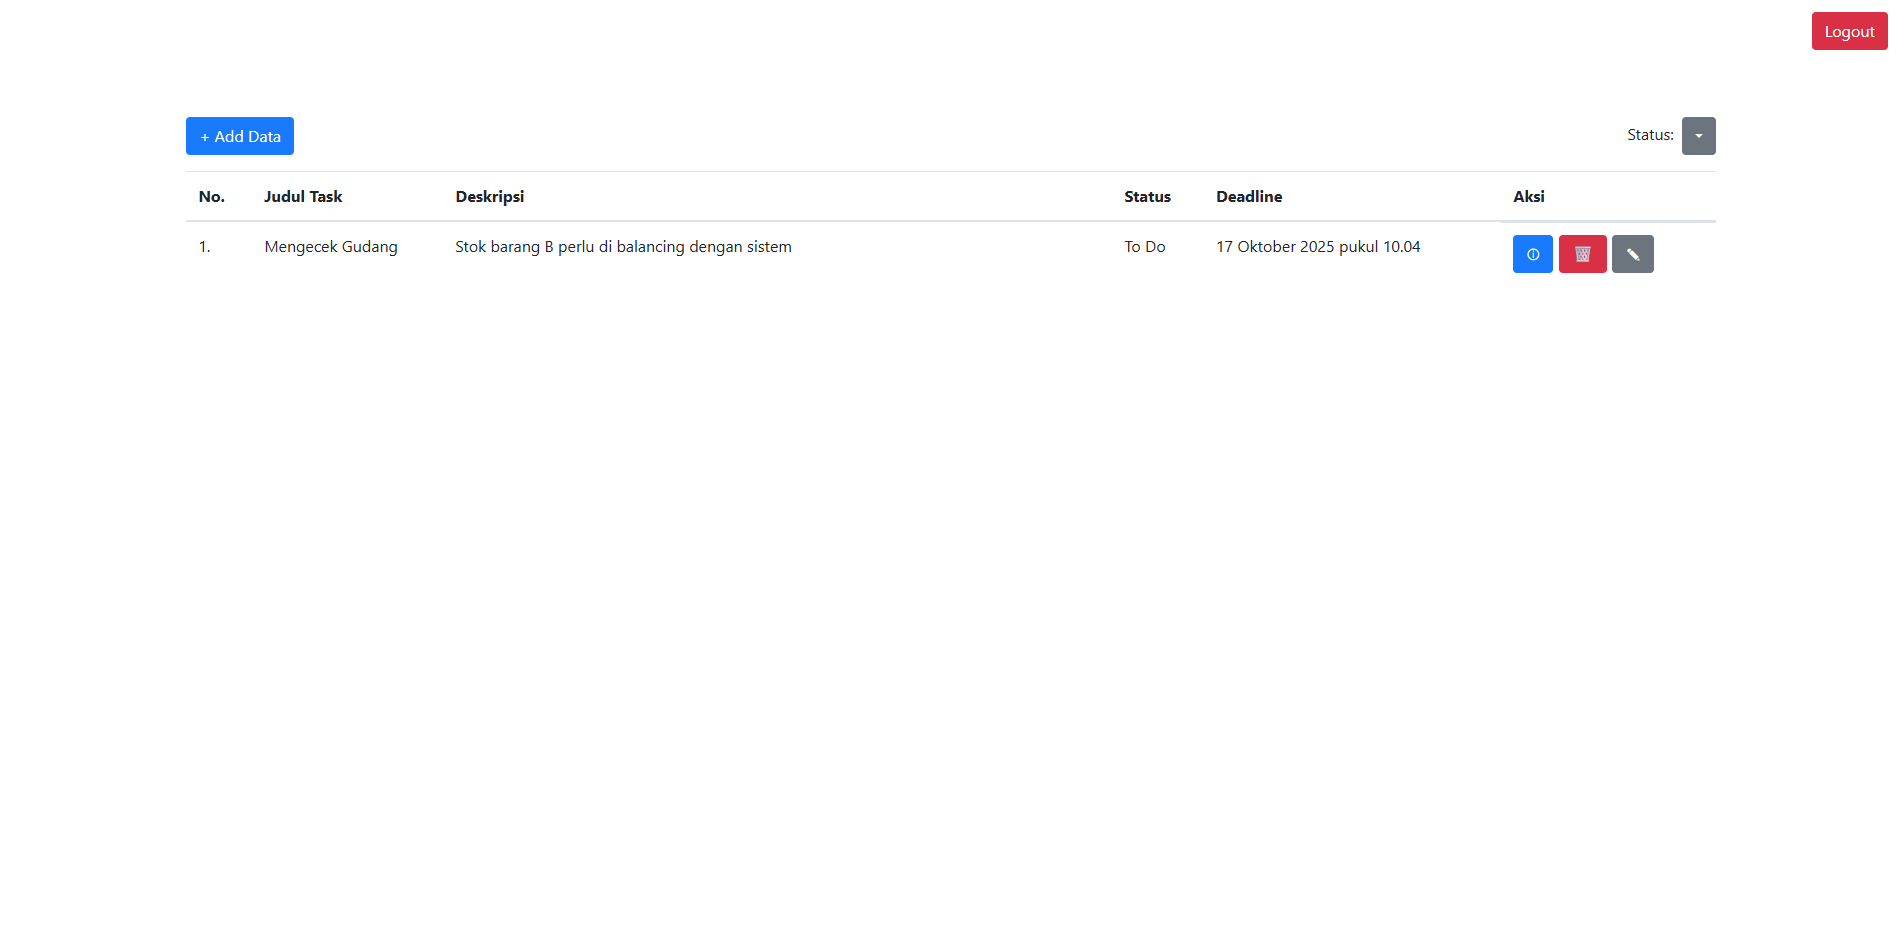 Logout
+ Add Data
Status:
No. Judul Task Deskripsi Status Deadline Aksi
1. Mengecek Gudang Stok barang B perlu di balancing dengan sistem To Do 17 Oktober 2025 pukul 10.04